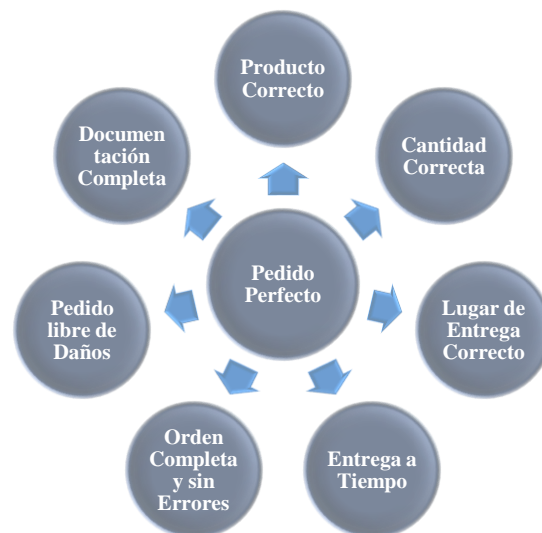 Producto
Correcto
Cantidad
Correcta
Lugar de
Entrega
Correcto
Entrega a
Tiempo
Orden
Completa
y sin
Errores
Pedido
libre de
Daños
Documen
tación
Completa
Pedido
Perfecto